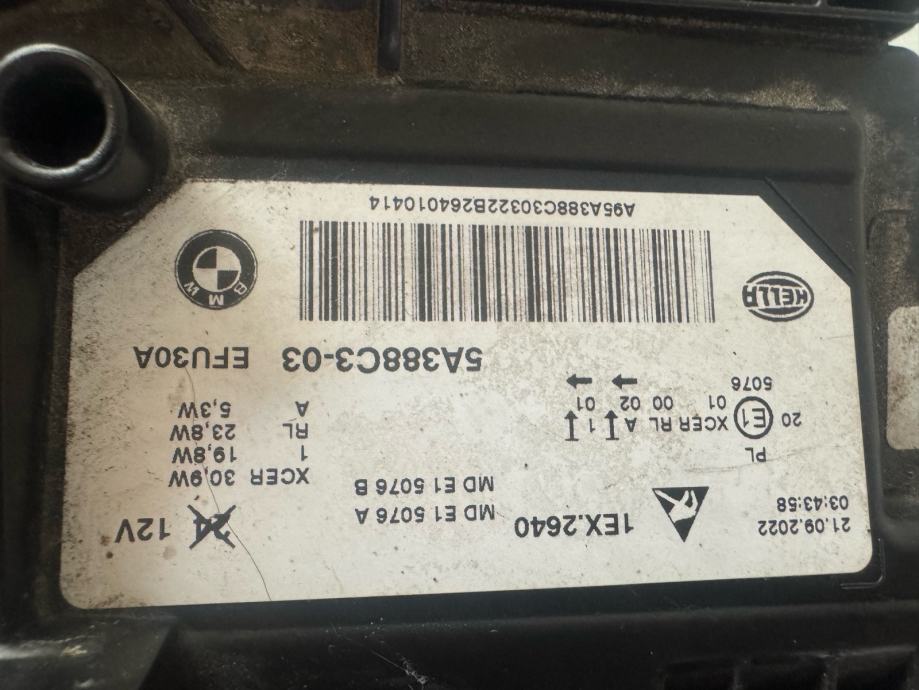 21.09.2022
03:43:58
1EX.2640
MD E1 5076 A
MD E1 5076 B
24 12V
XCER 30,9W
1 19,8W
RL 23,8W
A 5,3W
PL
20 E1 XCER RL A 1
01 00 02 01
5076
5A388C3-03 EFU30A
HELLA
BMW
A95A388C30322B264010414